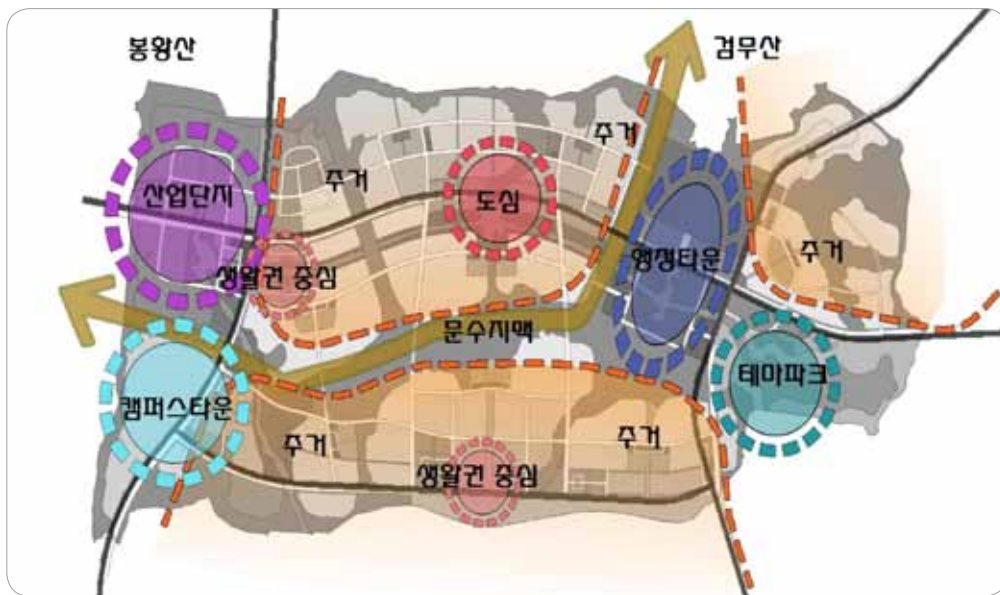 봉황산
검무산
주거
주거
산업단지
도심
행정타운
주거
생활권 중심
문수지맥
테마파크
캠퍼스타운
주거
주거
생활권 중심